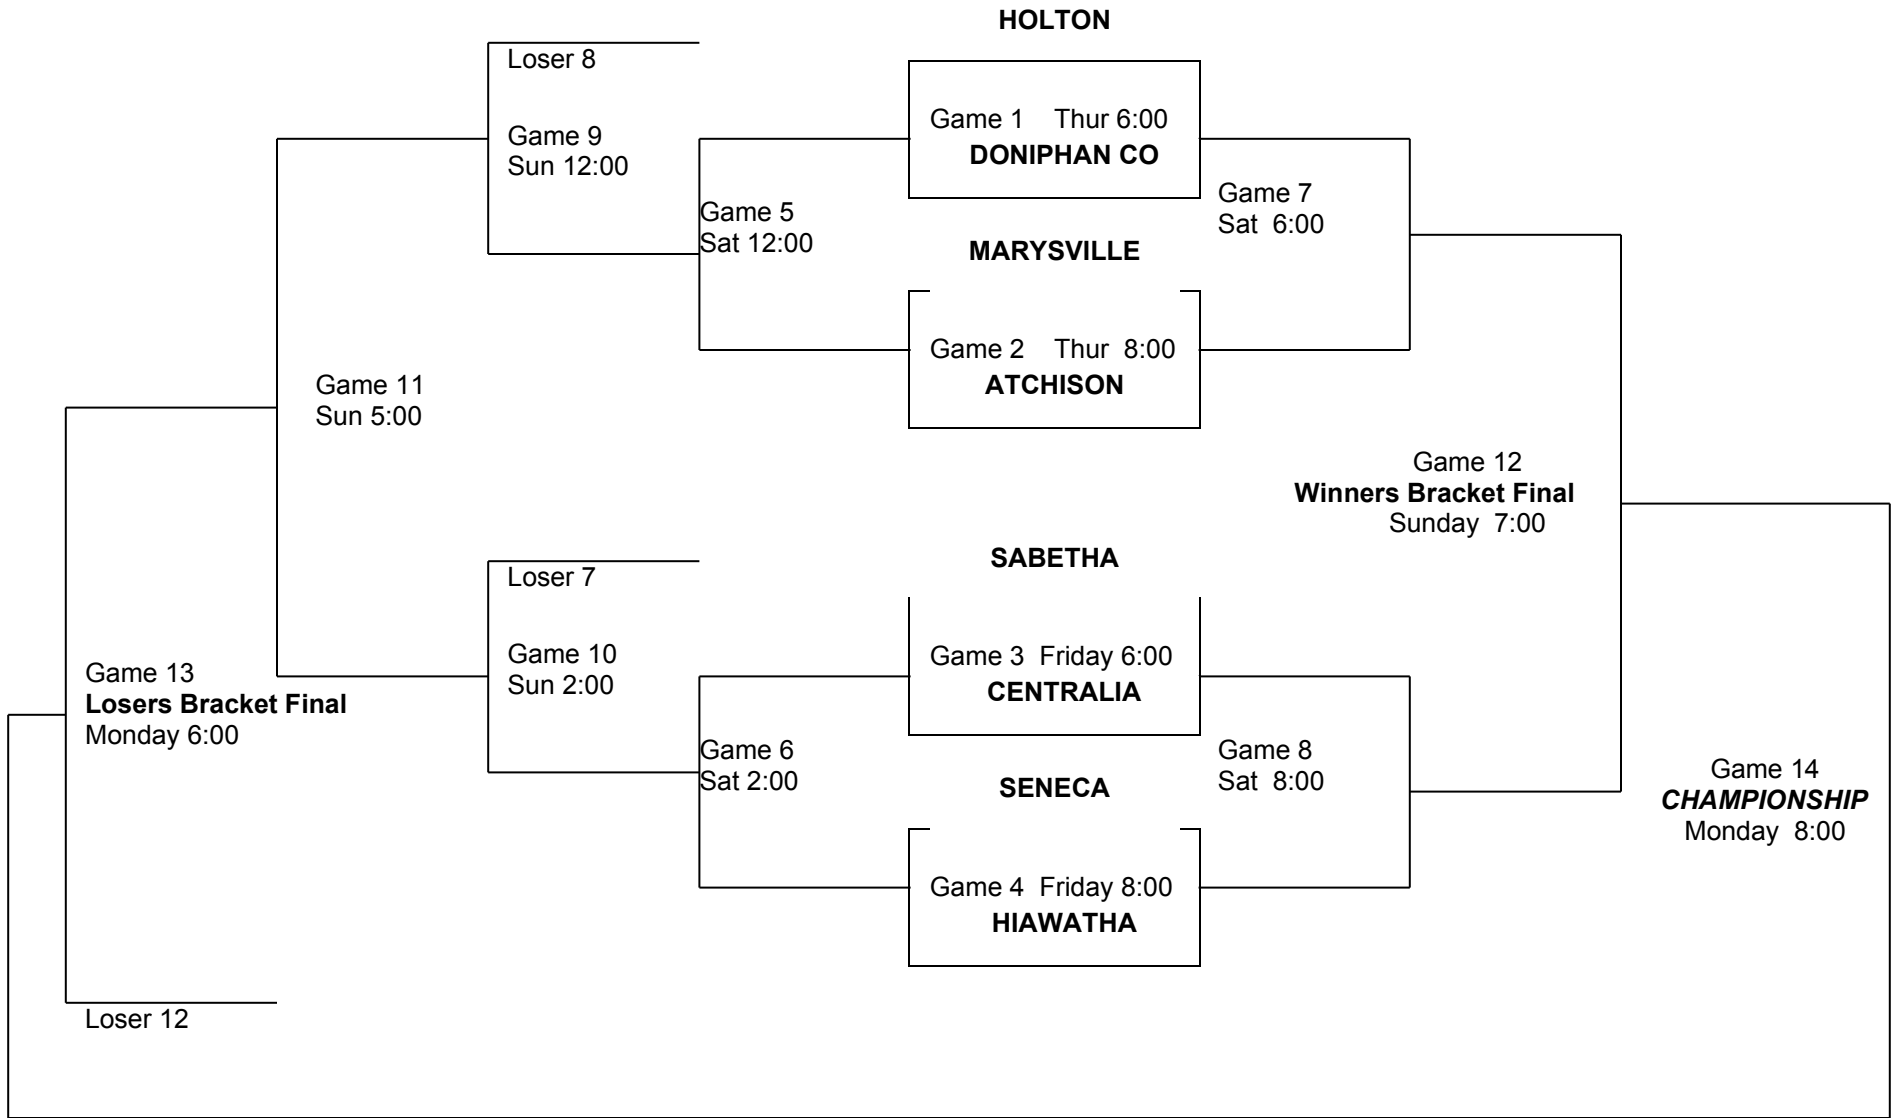 HOLTON
Loser 8
Game 1 Thur 6:00
DONIPHAN CO
Game 9
Sun 12:00
Game 7
Sat 6:00
Game 5
Sat 12:00
MARYSVILLE
Game 2 Thur 8:00
ATCHISON
Game 11
Sun 5:00
Game 12
Winners Bracket Final
Sunday 7:00
SABETHA
Loser 7
Game 3 Friday 6:00
CENTRALIA
Game 10
Sun 2:00
Game 13
Losers Bracket Final
Monday 6:00
Game 6
Sat 2:00
Game 8
Sat 8:00
SENECA
Game 14
CHAMPIONSHIP
Monday 8:00
Game 4 Friday 8:00
HIAWATHA
Loser 12